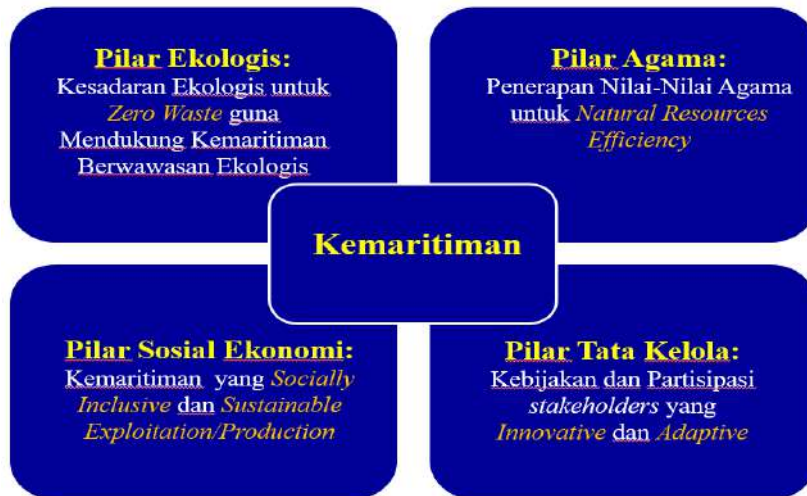 Pilar Ekologis:
Kesadaran Ekologis untuk
Zero Waste guna
Mendukung Kemaritiman
Berwawasan Ekologis
Pilar Agama:
Penerapan Nilai-Nilai Agama
untuk Natural Resources
Efficiency
Kemaritiman
Pilar Sosial Ekonomi:
Kemaritiman yang Socially
Inclusive dan Sustainable
Exploitation/Production
Pilar Tata Kelola:
Kebijakan dan Partisipasi
stakeholders yang
Innovative dan Adaptive